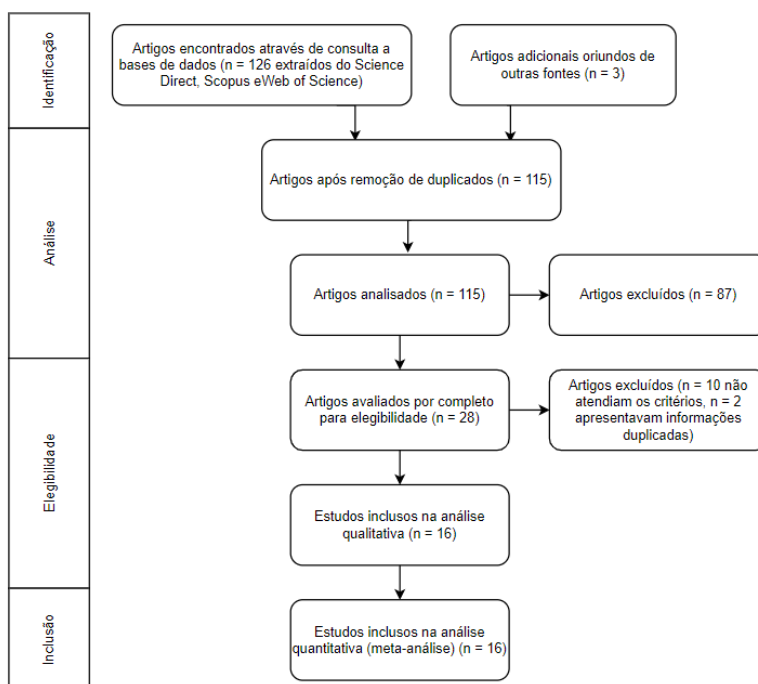 Identificação
Artigos encontrados através de consulta a
bases de dados (n = 126 extraídos do Science
Direct, Scopus eWeb of Science)
Artigos adicionais oriundos de
outras fontes (n = 3)
Análise
Artigos após remoção de duplicados (n = 115)
Artigos analisados (n = 115)
Artigos excluídos (n = 87)
Elegibilidade
Artigos avaliados por completo
para elegibilidade (n = 28)
Artigos excluídos (n = 10 não
atendiam os critérios, n = 2
apresentavam informações
duplicadas)
Estudos inclusos na análise
qualitativa (n = 16)
Inclusão
Estudos inclusos na análise
quantitativa (meta-análise) (n = 16)